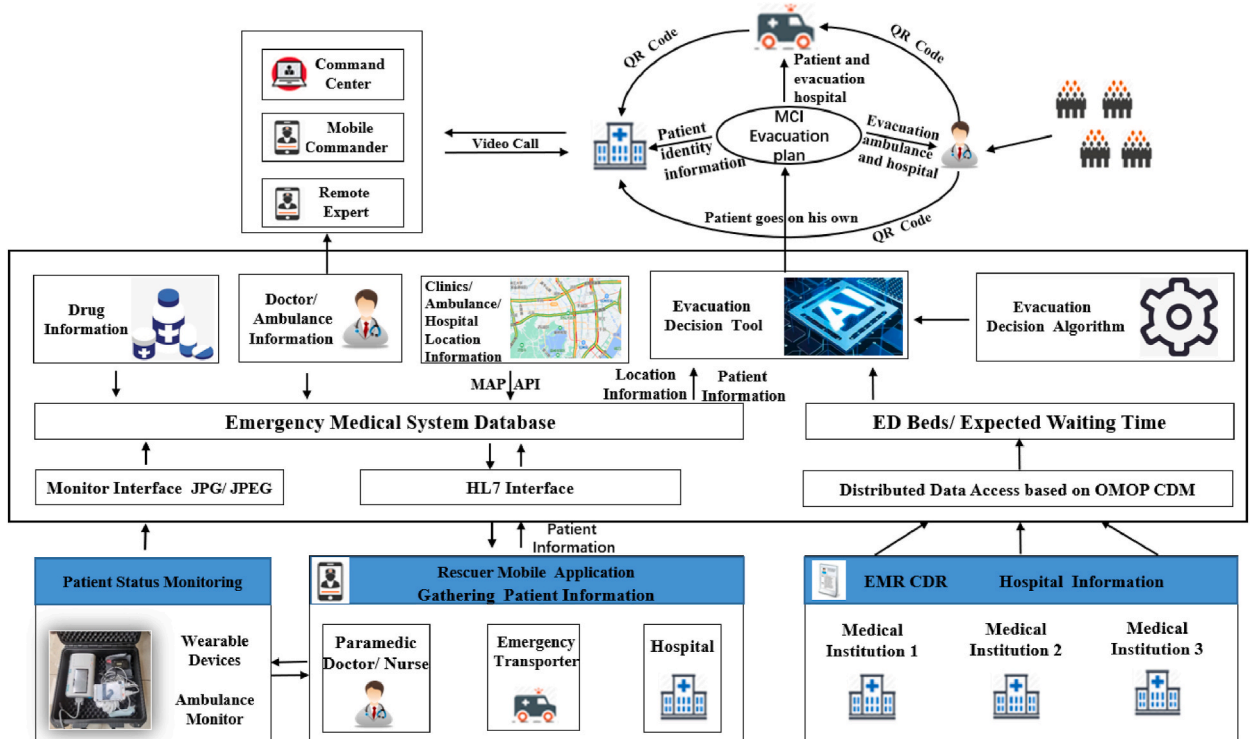 Command
Center
Mobile
Commander
Remote
Expert
Video Call
QR Code
QR Code
Patient and
evacuation
hospital
MCI
Evacuation
plan
Patient
identity
information
Evacuation
ambulance
and hospital
Patient goes on his own
QR Code
Drug
Information
Doctor/
Ambulance
Information
Clinics/
Ambulance/
Hospital
Location
Information
Evacuation
Decision Tool
AI
Evacuation
Decision Algorithm
MAP API
Location
Information
Patient
Information
Emergency Medical System Database
ED Beds/ Expected Waiting Time
Monitor Interface JPG/ JPEG
HL7 Interface
Distributed Data Access based on OMOP CDM
Patient
Information
Patient Status Monitoring
Wearable
Devices
Ambulance
Monitor
Rescuer Mobile Application
Gathering Patient Information
Paramedic
Doctor/ Nurse
Emergency
Transporter
Hospital
EMR CDR Hospital Information
Medical
Institution 1
Medical
Institution 2
Medical
Institution 3